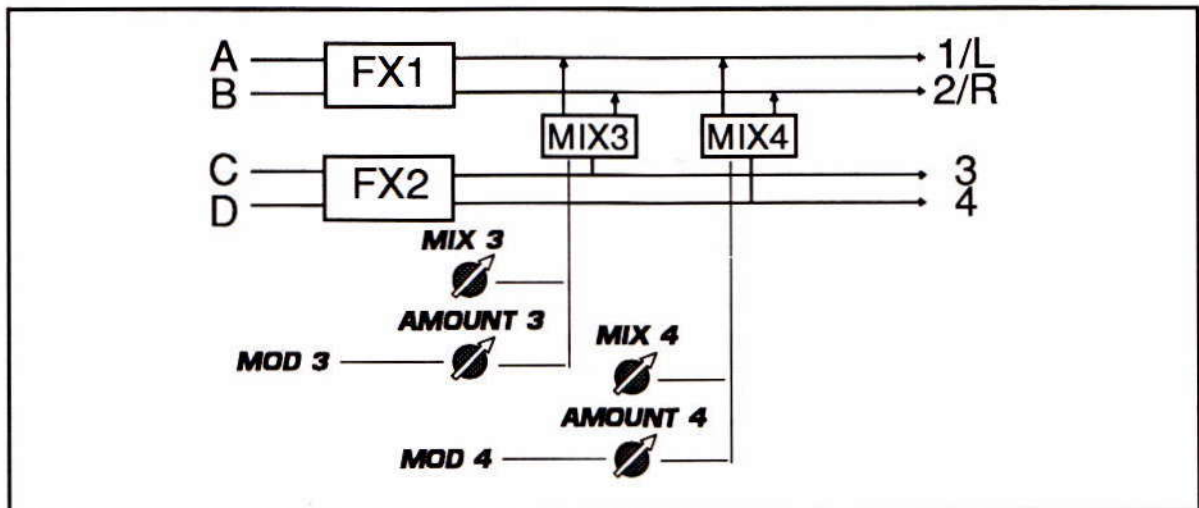 A
FX1
1/L
B
2/R
MIX3
MIX4
C
FX2
3
D
4
MIX 3
AMOUNT 3
MIX 4
MOD 3
AMOUNT 4
MOD 4